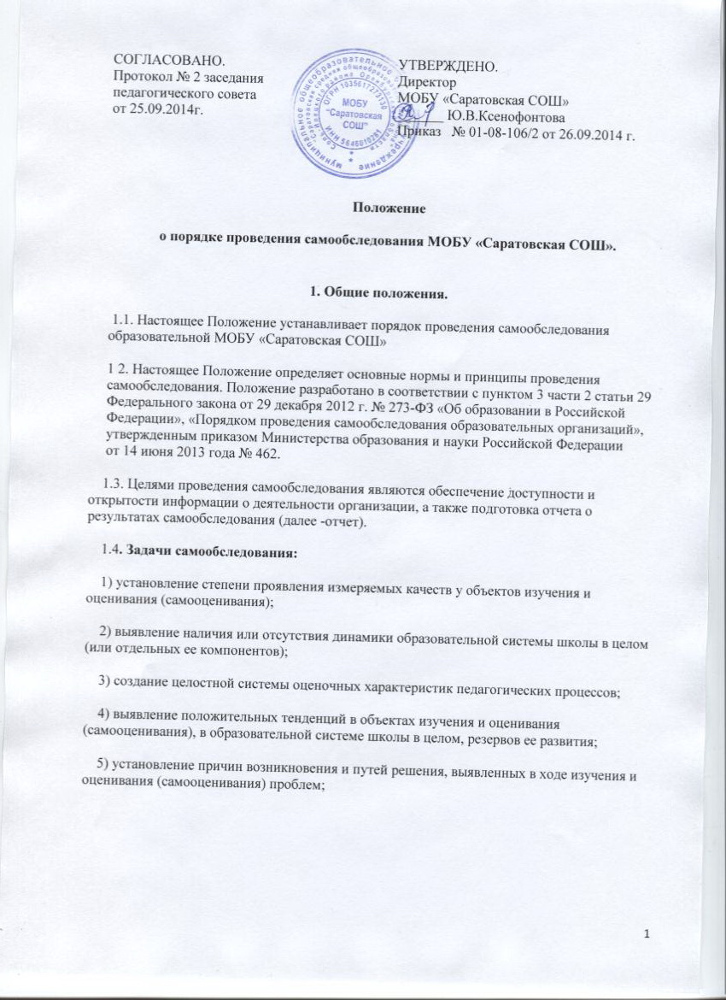 СОГЛАСОВАНО.
Протокол № 2 заседания
педагогического совета
от 25.09.2014г.
МОБУ
"Саратовская
СОШ"
УТВЕРЖДЕНО.
Директор
МОБУ «Саратовская СОШ»
Ю.В.Ксенофонтова
Приказ № 01-08-106/2 от 26.09.2014 г.
Положение
о порядке проведения самообследования МОБУ «Саратовская СОШ».
1. Общие положения.
1.1. Настоящее Положение устанавливает порядок проведения самообследования
образовательной МОБУ «Саратовская СОШ»
1 2. Настоящее Положение определяет основные нормы и принципы проведения
самообследования. Положение разработано в соответствии с пунктом 3 части 2 статьи 29
Федерального закона от 29 декабря 2012 г. № 273-ФЗ «Об образовании в Российской
Федерации», «Порядком проведения самообследования образовательных организаций»,
утвержденным приказом Министерства образования и науки Российской Федерации
от 14 июня 2013 года № 462.
1.3. Целями проведения самообследования являются обеспечение доступности и
открытости информации о деятельности организации, а также подготовка отчета о
результатах самообследования (далее -отчет).
1.4. Задачи самообследования:
1) установление степени проявления измеряемых качеств у объектов изучения и
оценивания (самооценивания);
2) выявление наличия или отсутствия динамики образовательной системы школы в целом
(или отдельных ее компонентов);
3) создание целостной системы оценочных характеристик педагогических процессов;
4) выявление положительных тенденций в объектах изучения и оценивания
(самооценивания), в образовательной системе школы в целом, резервов ее развития;
5) установление причин возникновения и путей решения, выявленных в ходе изучения и
оценивания (самооценивания) проблем;
1